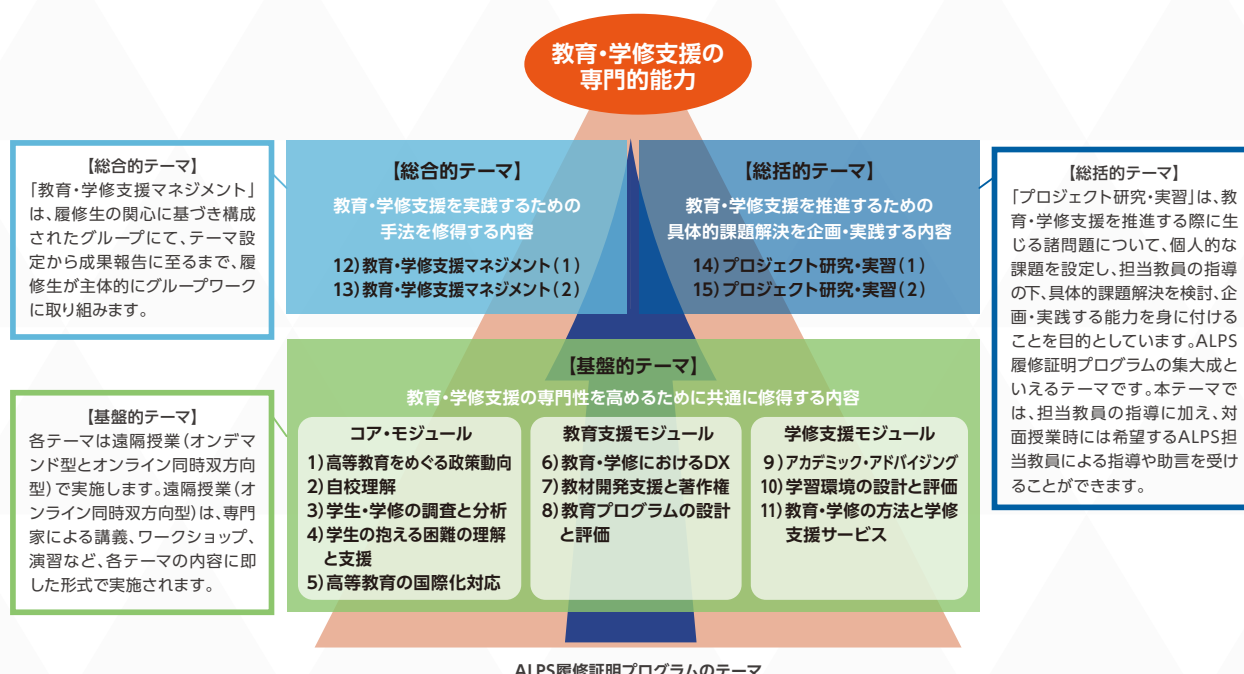 教育・学修支援の
専門的能力
【総合的テーマ】
「教育・学修支援マネジメント」
は、履修生の関心に基づき構成
されたグループにて、テーマ設
定から成果報告に至るまで、履
修生が主体的にグループワーク
に取り組みます。
【総合的テーマ】
教育・学修支援を実践するための
手法を修得する内容
12)教育・学修支援マネジメント(1)
13)教育・学修支援マネジメント(2)
【総括的テーマ】
教育・学修支援を推進するための
具体的課題解決を企画・実践する内容
14)プロジェクト研究・実習(1)
15)プロジェクト研究・実習(2)
【総括的テーマ】
「プロジェクト研究・実習」は、教
育・学修支援を推進する際に生
じる諸問題について、個人的な
課題を設定し、担当教員の指導
の下、具体的課題解決を検討、企
画・実践する能力を身に付ける
ことを目的としています。ALPS
履修証明プログラムの集大成と
いえるテーマです。本テーマで
は、担当教員の指導に加え、対
面授業時には希望するALPS担
当教員による指導や助言を受け
ることができます。
【基盤的テーマ】
各テーマは遠隔授業(オンデマ
ンド型とオンライン同時双方向
型)で実施します。遠隔授業(オ
ンライン同時双方向型)は、専門
家による講義、ワークショップ、
演習など、各テーマの内容に即
した形式で実施されます。
【基盤的テーマ】
教育・学修支援の専門性を高めるために共通に修得する内容
コア・モジュール
1)高等教育をめぐる政策動向
2)自校理解
3)学生・学修の調査と分析
4)学生の抱える困難の理解
と支援
5)高等教育の国際化対応
教育支援モジュール
6)教育・学修におけるDX
7)教材開発支援と著作権
8)教育プログラムの設計
と評価
学修支援モジュール
9)アカデミック・アドバイジング
10)学習環境の設計と評価
11)教育・学修の方法と学修
支援サービス
ALPS履修証明プログラムのテーマ